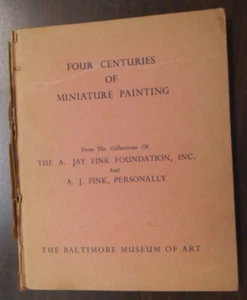 FOUR CENTURIES
OF
MINIATURE PAINTING
From The Collections Of
THE A. JAY FINK FOUNDATION, INC.
And
A. J. FINK, PERSONALLY
THE BALTIMORE MUSEUM OF ART